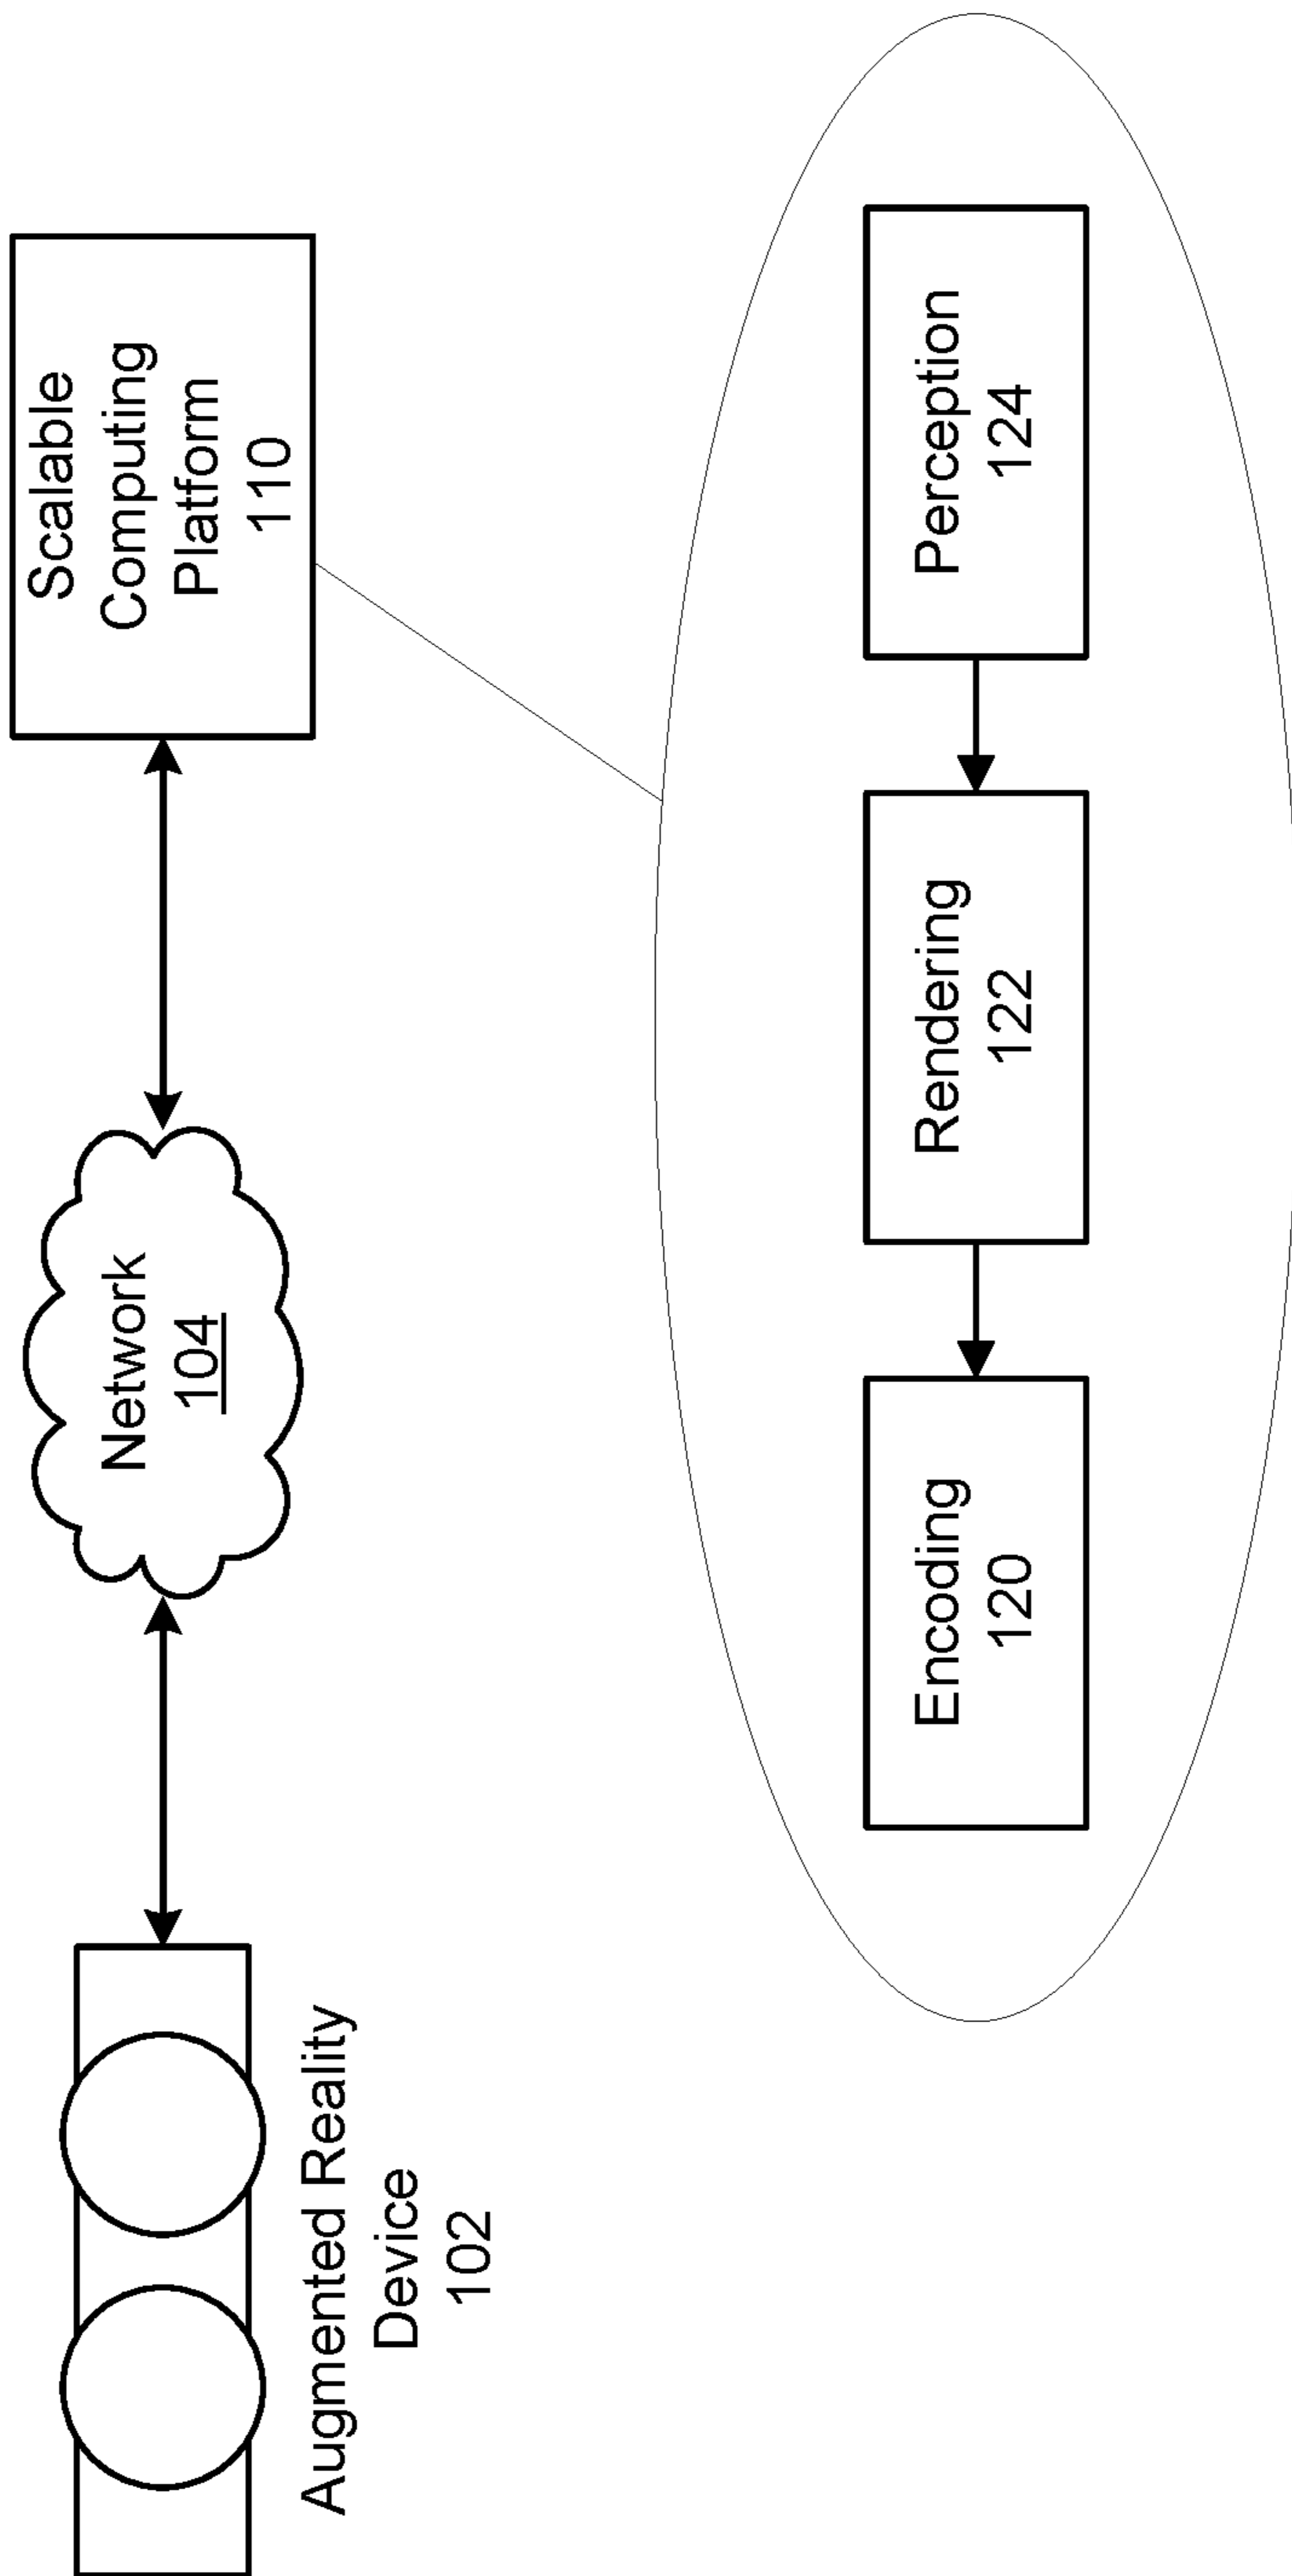 Augmented Reality
Device
102
Network
104
Scalable
Computing
Platform
110
Encoding
120
Rendering
122
Perception
124